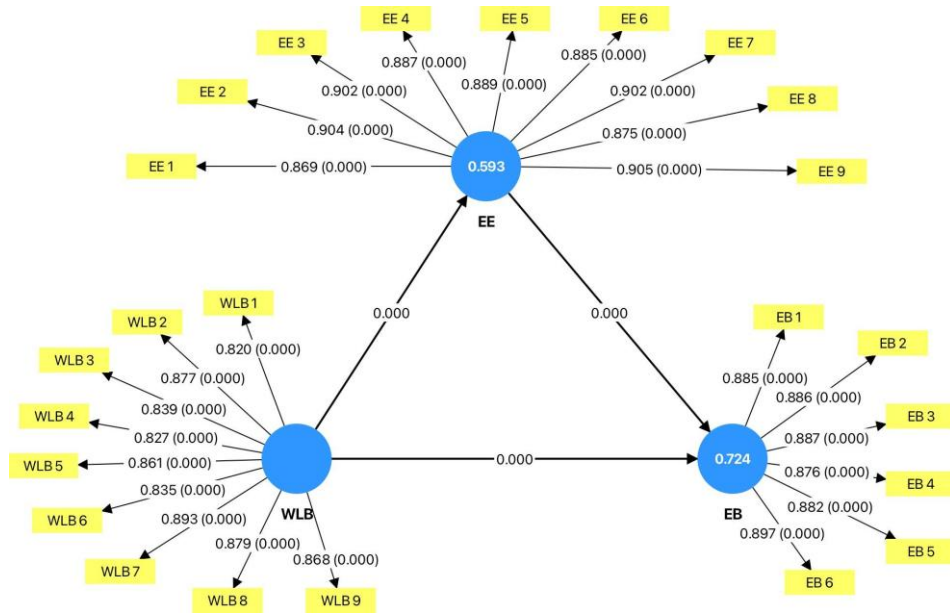 EE 4
EE 5
EE 6
EE 3
EE 7
0.887 (0.000)
0.889 (0.000)
0.885 (0.000)
EE 2
0.902 (0.000)
0.902 (0.000)
EE 8
0.904 (0.000)
0.875 (0.000)
EE 1
0.869 (0.000)
0.593
0.905 (0.000)
EE 9
EE
0.000
0.000
WLB 1
WLB 2
EB 1
WLB 3
0.820 (0.000)
EB 2
0.877 (0.000)
0.885 (0.000)
WLB 4
0.839 (0.000)
0.886 (0.000)
EB 3
0.827 (0.000)
0.887 (0.000)
WLB 5
0.861 (0.000)
0.000
0.724
0.876 (0.000)
EB 4
WLB 6
0.835 (0.000)
WLB
EB
0.882 (0.000)
0.893 (0.000)
0.897 (0.000)
EB 5
WLB 7
0.879 (0.000)
0.868 (0.000)
EB 6
WLB 8
WLB 9